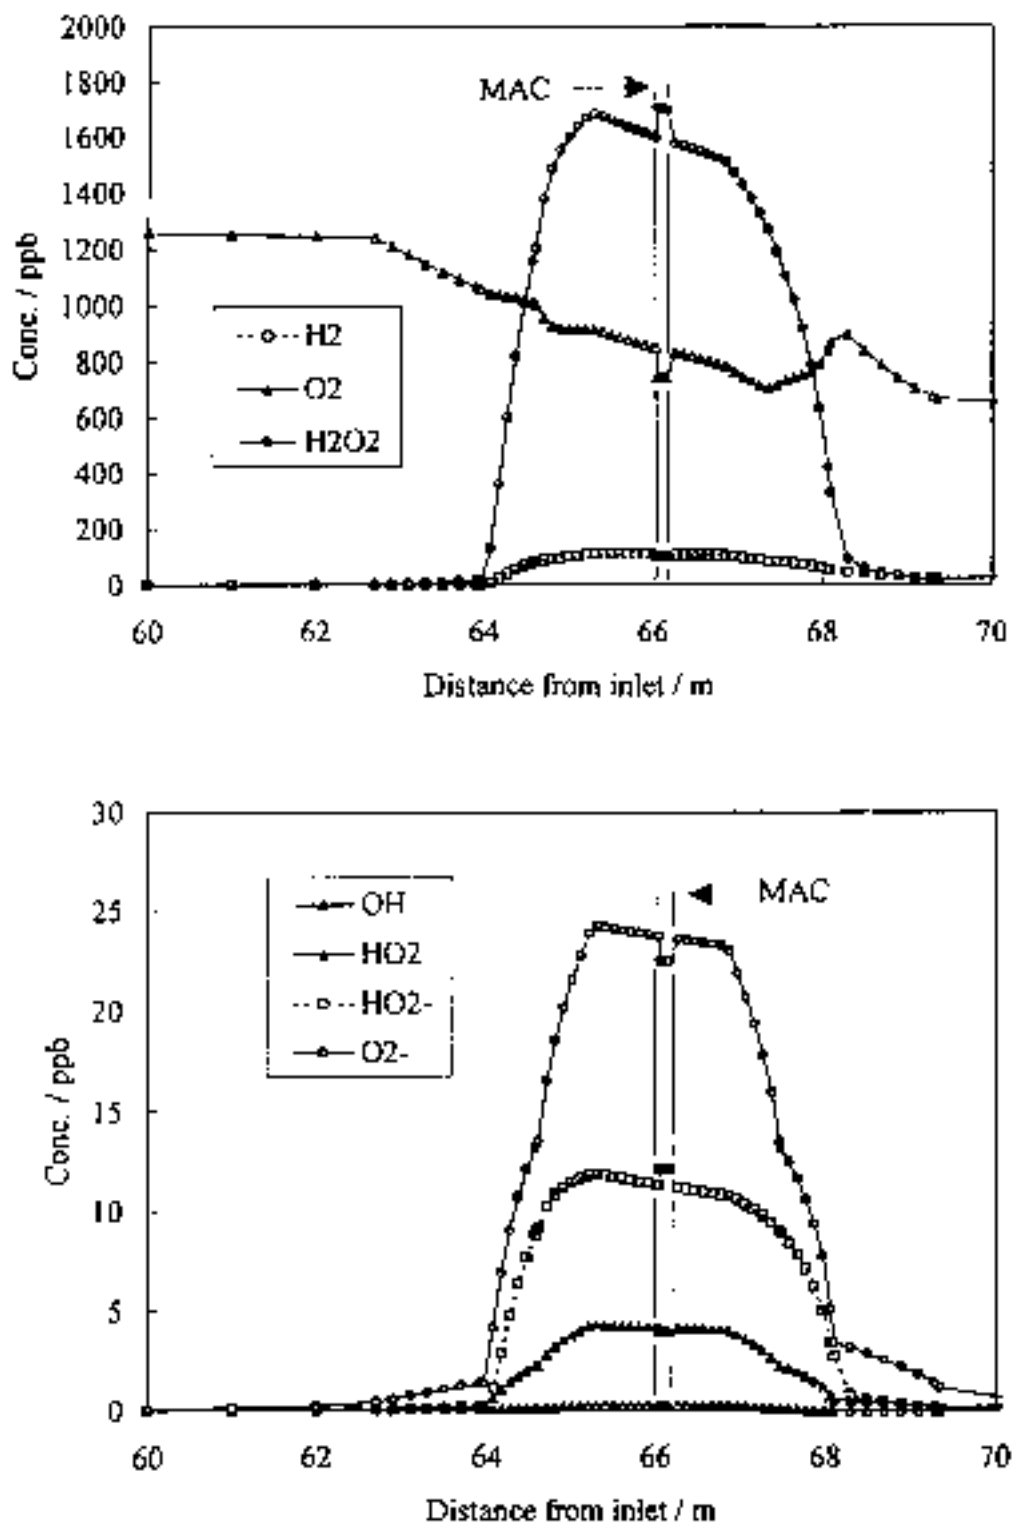 2000
1800
1600
1400
1200
1000
800
600
400
200
0
Conc. / ppb
MAC
H2
O2
H2O2
60 62 64 66 68 70
Distance from inlet / m
30
25
20
15
10
5
0
Conc. / ppb
MAC
OH
HO2
HO2-
O2-
60 62 64 66 68 70
Distance from inlet / m